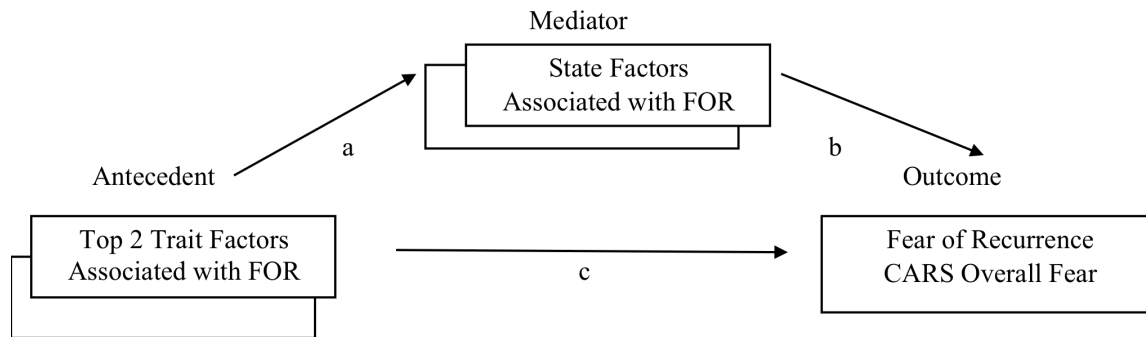 Mediator
State Factors
Associated with FOR
a
b
Antecedent
Outcome
Top 2 Trait Factors
Associated with FOR
c
Fear of Recurrence
CARS Overall Fear